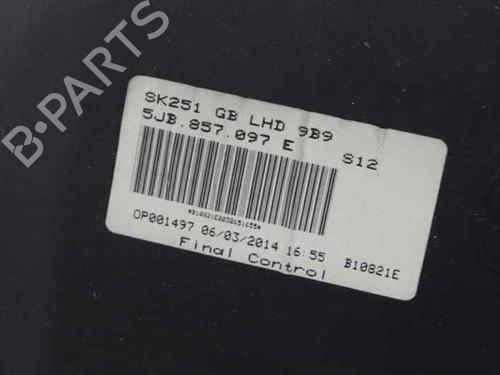 B-PARTS
SK251 GB LHD 9B9
5JB.857.097 E S12
OP001497 06/03/2014 16:55 B10821E
Final Control